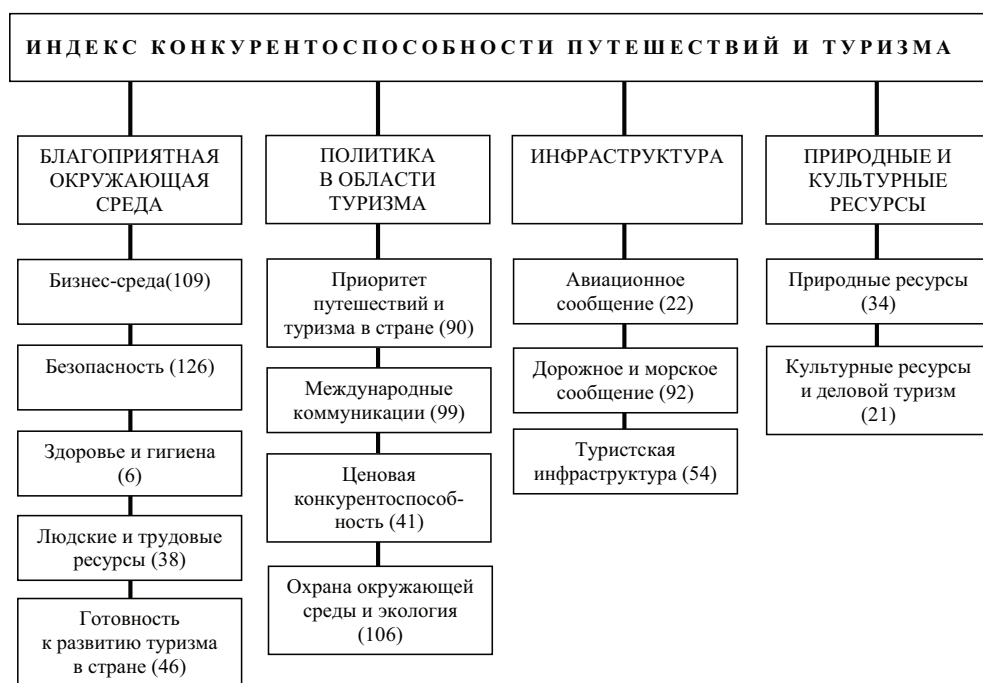 ИНДЕКС КОНКУРЕНТОСПОСОБНОСТИ ПУТЕШЕСТВИЙ И ТУРИЗМА
БЛАГОПРИЯТНАЯ
ОКРУЖАЮЩАЯ
СРЕДА
Бизнес-среда(109)
Безопасность (126)
Здоровье и гигиена
(6)
Людские и трудовые
ресурсы (38)
Готовность
к развитию туризма
в стране (46)
ПОЛИТИКА
В ОБЛАСТИ
ТУРИЗМА
Приоритет
путешествий и
туризма в стране (90)
Международные
коммуникации (99)
Ценовая
конкурентоспособ-
ность (41)
Охрана окружающей
среды и экология
(106)
ИНФРАСТРУКТУРА
Авиационное
сообщение (22)
Дорожное и морское
сообщение (92)
Туристская
инфраструктура (54)
ПРИРОДНЫЕ И
КУЛЬТУРНЫЕ
РЕСУРСЫ
Природные ресурсы
(34)
Культурные ресурсы
и деловой туризм
(21)